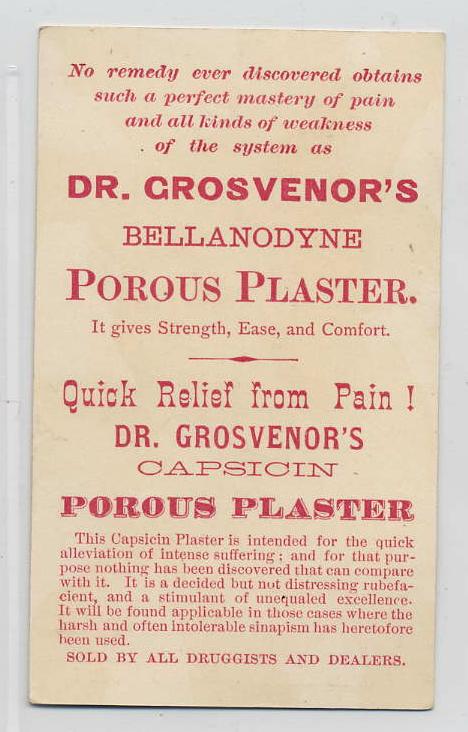 No remedy ever discovered obtains
such a perfect mastery of pain
and all kinds of weakness
of the system as
DR. GROSVENOR'S
BELLANODYNE
POROUS PLASTER.
It gives Strength, Ease, and Comfort.
Quick Relief from Pain !
DR. GROSVENOR'S
CAPSICIN
POROUS PLASTER
This Capsicin Plaster is intended for the quick
alleviation of intense suffering ; and for that pur-
pose nothing has been discovered that can compare
with it. It is a decided but not distressing rubefa-
cient, and a stimulant of unequaled excellence.
It will be found applicable in those cases where the
harsh and often intolerable sinapism has heretofore
been used.
SOLD BY ALL DRUGGISTS AND DEALERS.